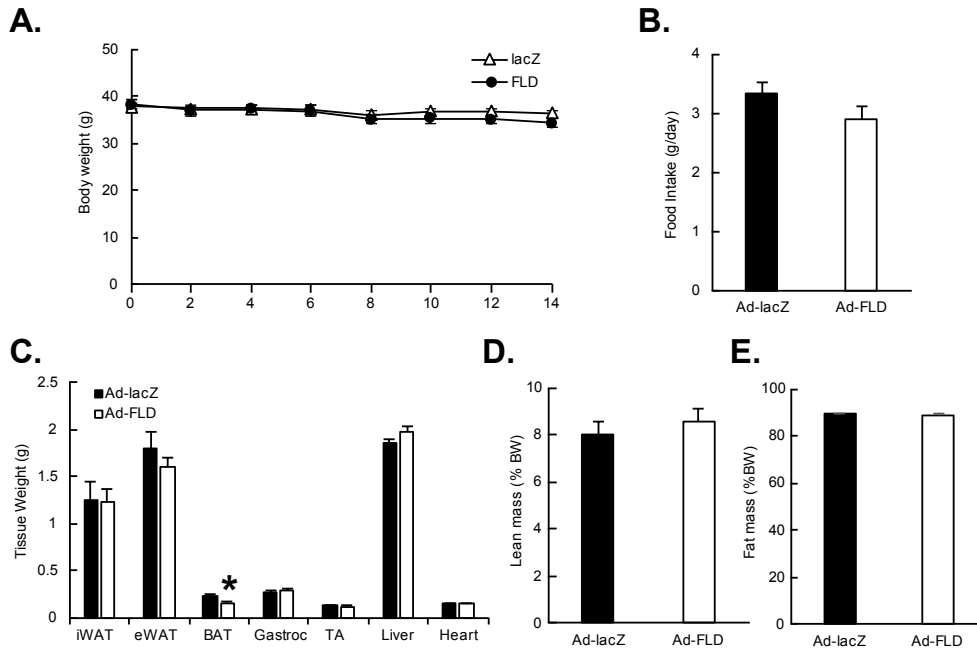 A.
50
40
30
20
10
0
Body weight (g)
lacZ
FLD
0 2 4 6 8 10 12 14
B.
4
3
2
1
0
Food Intake (g/day)
Ad-lacZ Ad-FLD
C.
2.5
2
1.5
1
0.5
0
Tissue Weight (g)
Ad-lacZ
Ad-FLD
*
iWAT eWAT BAT Gastroc TA Liver Heart
D.
10
8
6
4
2
0
Lean mass (% BW)
Ad-lacZ Ad-FLD
E.
100
80
60
40
20
0
Fat mass (%BW)
Ad-lacZ Ad-FLD